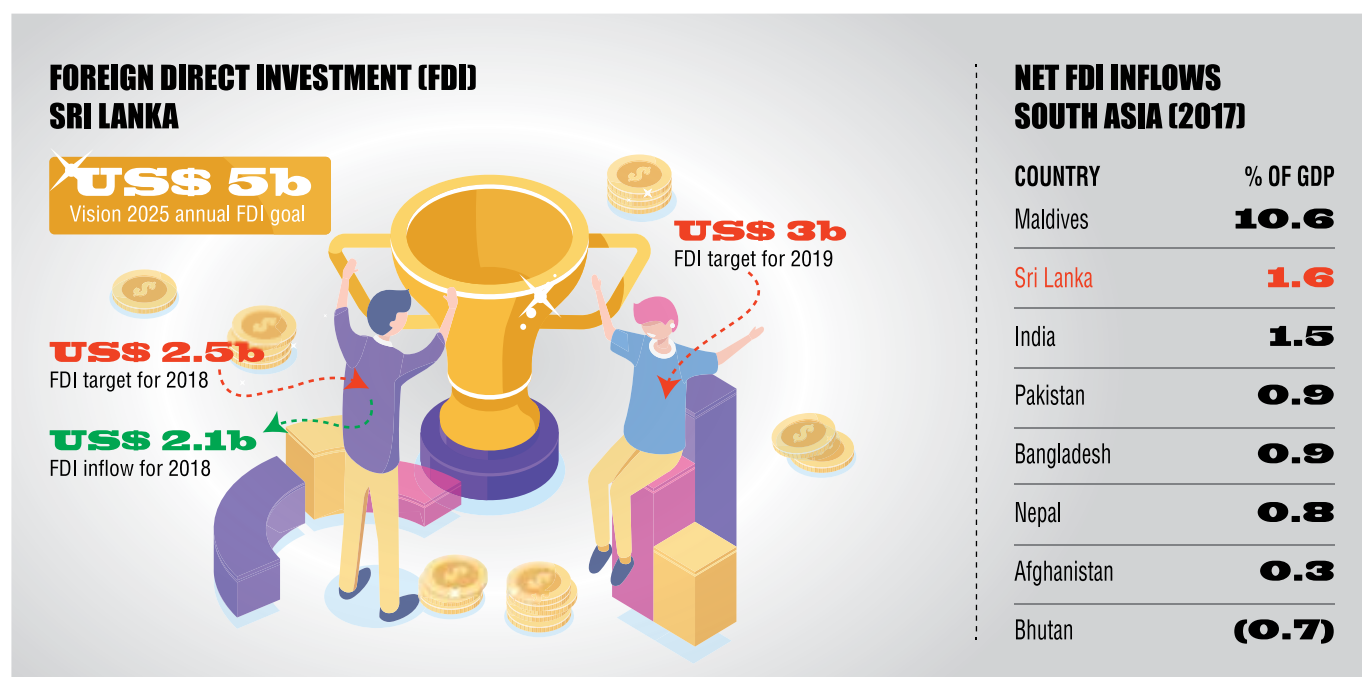 FOREIGN DIRECT INVESTMENT (FDI)
SRI LANKA
US$ 5b
Vision 2025 annual FDI goal
US$ 3b
FDI target for 2019
US$ 2.5b
FDI target for 2018
US$ 2.1b
FDI inflow for 2018
NET FDI INFLOWS
SOUTH ASIA (2017)
COUNTRY % OF GDP
Maldives 10.6
Sri Lanka 1.6
India 1.5
Pakistan 0.9
Bangladesh 0.9
Nepal 0.8
Afghanistan 0.3
Bhutan (0.7)